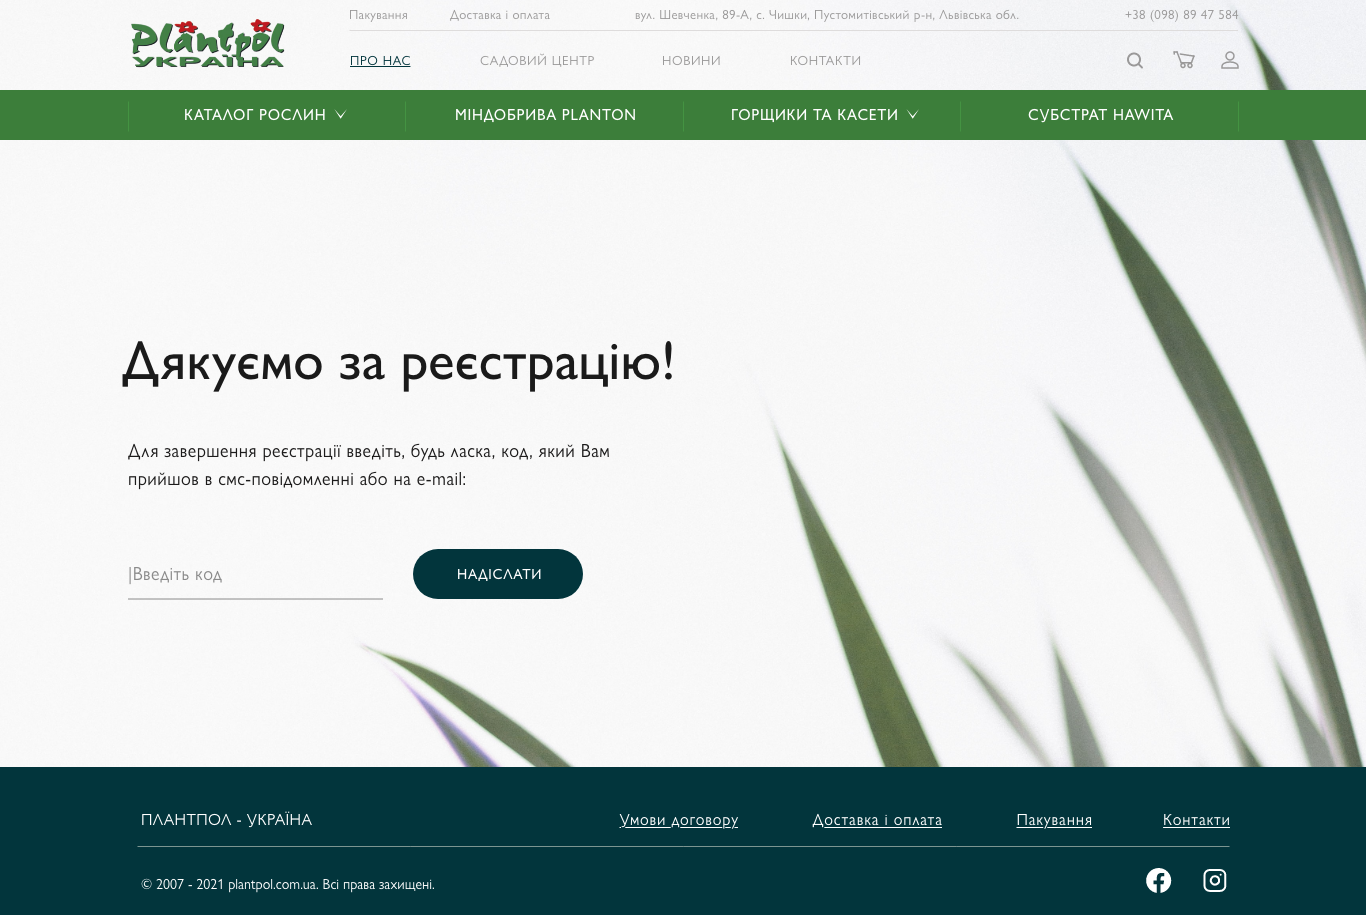 Plantpol
УКРАЇНА
Пакування
Доставка і оплата
вул. Шевченка, 89-А, с. Чишки, Пустомитівський р-н, Львівська обл.
+38 (098) 89 47 584
ПРО НАС
САДОВИЙ ЦЕНТР
НОВИНИ
КОНТАКТИ
КАТАЛОГ РОСЛИН
МІНДОБРИВА PLANTON
ГОРЩИКИ ТА КАСЕТИ
СУБСТРАТ HAWITA
Дякуємо за реєстрацію!
Для завершення реєстрації введіть, будь ласка, код, який Вам
прийшов в смс-повідомленні або на e-mail:
|Введіть код
НАДІСЛАТИ
ПЛАНТПОЛ - УКРАЇНА
Умови договору
Доставка і оплата
Пакування
Контакти
© 2007 - 2021 plantpol.com.ua. Всі права захищені.